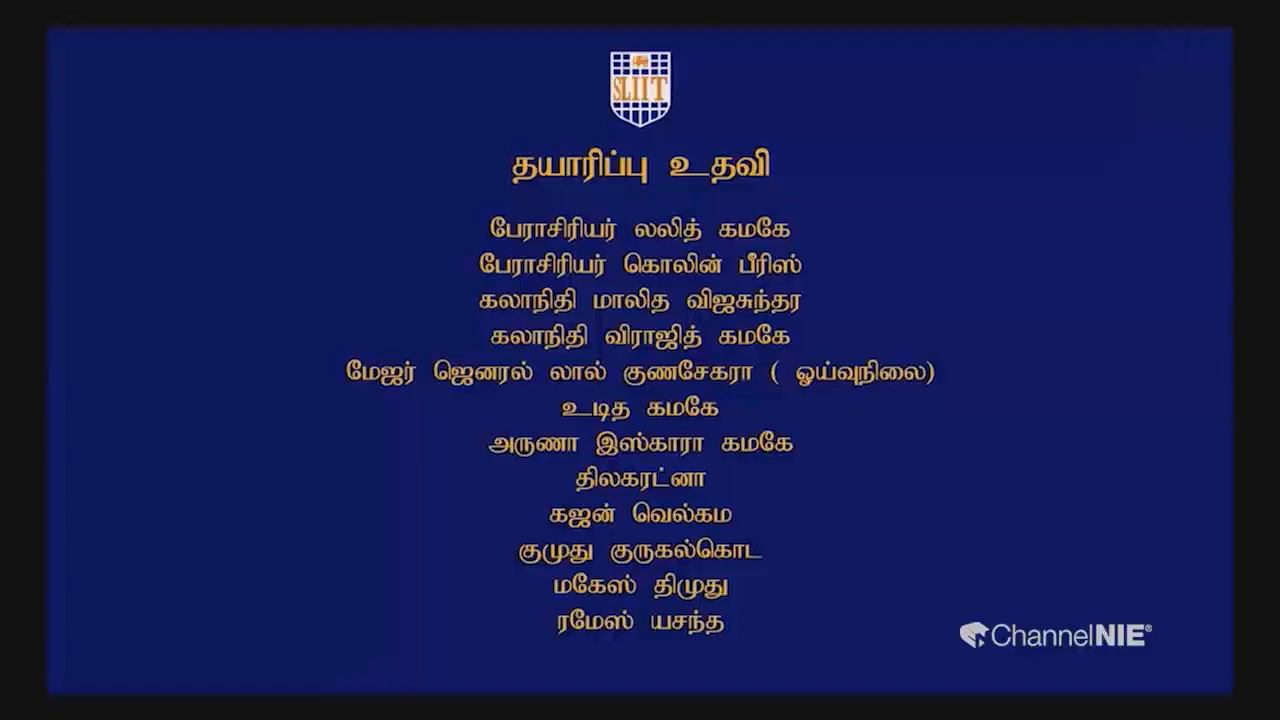 SLIIT
தயாரிப்பு உதவி
பேராசிரியர் லலித் கமகே
பேராசிரியர் கொலின் பீரிஸ்
கலாநிதி மாலித விஜசுந்தர
கலாநிதி விராஜித் கமகே
மேஜர் ஜெனரல் லால் குணசேகரா ( ஓய்வுநிலை)
உடித கமகே
அருணா இஸ்காரா கமகே
திலகரட்னா
கஜன் வெல்கம
குமுது குருகல்கொட
மகேஸ் திமுது
ரமேஸ் யசந்த
ChannelNIE®